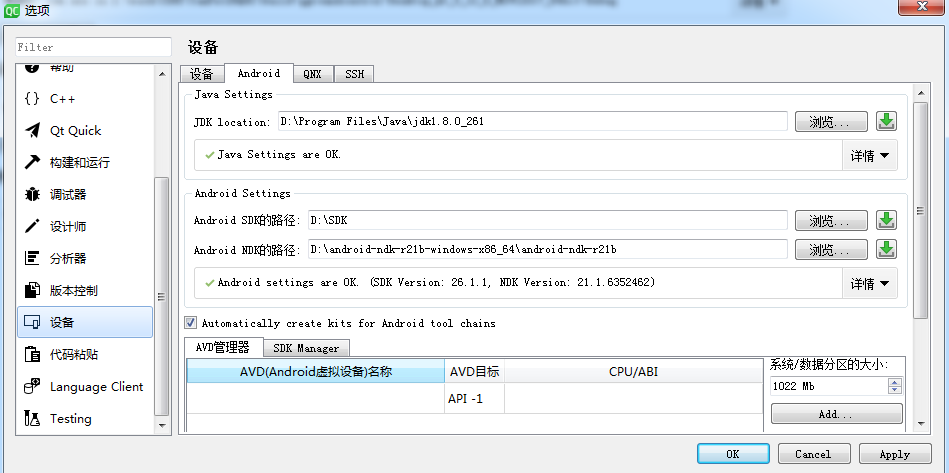 QC 选项
Filter
设备
帮助
C++
Qt Quick
构建和运行
调试器
设计师
分析器
版本控制
设备
代码粘贴
Language Client
Testing
设备 Android QNX SSH
Java Settings
JDK location: D:\Program Files\Java\jdk1.8.0_261 浏览...
Java Settings are OK. 详情
Android Settings
Android SDK的路径: D:\SDK 浏览...
Android NDK的路径: D:\android-ndk-r21b-windows-x86_64\android-ndk-r21b 浏览...
Android settings are OK. (SDK Version: 26.1.1, NDK Version: 21.1.6352462) 详情
Automatically create kits for Android tool chains
AVD管理器 SDK Manager
AVD(Android虚拟设备)名称 AVD目标 CPU/ABI
API -1
系统/数据分区的大小:
1022 Mb
Add...
OK Cancel Apply